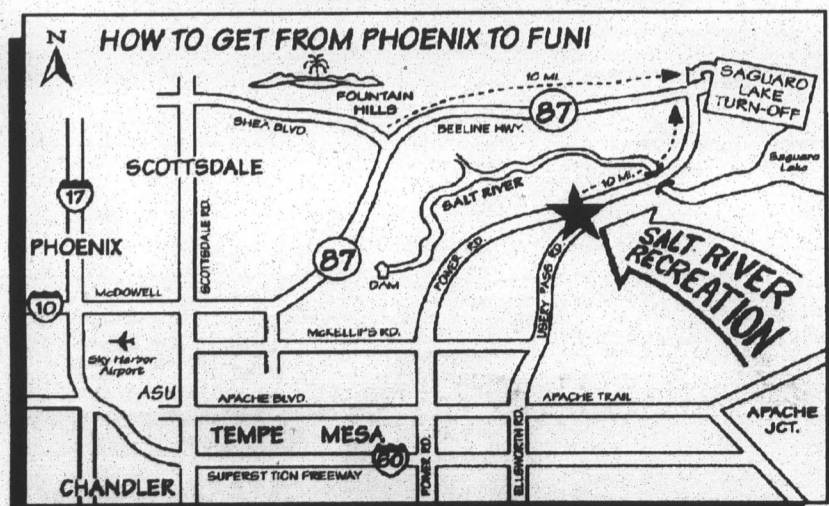 HOW TO GET FROM PHOENIX TO FUN!
N
10 MI.
SAGUARO
LAKE
TURN-OFF
FOUNTAIN
HILLS
87
SHEA BLVD.
BEELINE HWY.
Saguaro
Lake
SCOTTSDALE
SALT RIVER
10 MI.
17
SCOTTSDALE RD.
PHOENIX
87
POWER RD
USERY PASS RD.
SALT RIVER
RECREATION
DAM
10
McDOWELL
McKELLIPS RD.
Sky Harbor
Airport
ASU
APACHE BLVD.
APACHE TRAIL
APACHE
JCT.
TEMPE MESA
60
POWER RD.
ELLSWORTH RD.
CHANDLER
SUPERSTITION FREEWAY